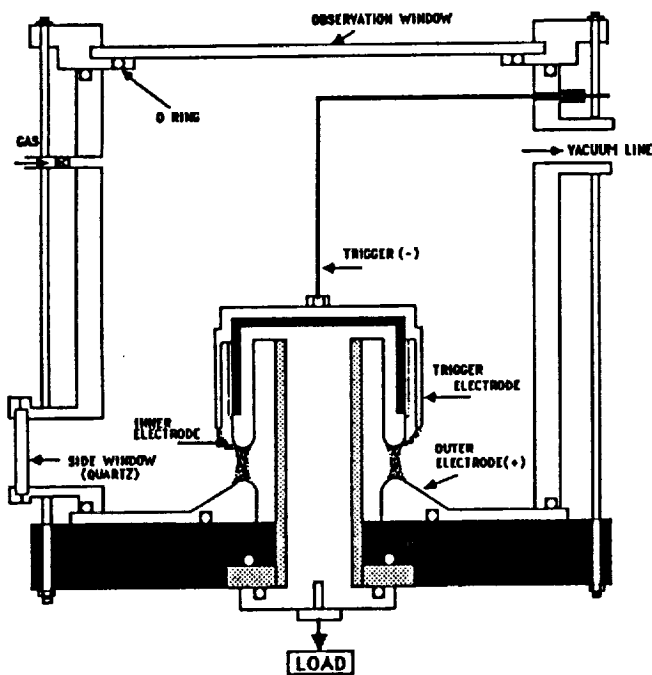 OBSERVATION WINDOW
O RING
GAS
VACUUM LINE
TRIGGER (-)
TRIGGER
ELECTRODE
INNER
ELECTRODE
OUTER
ELECTRODE(+)
SIDE WINDOW
(QUARTZ)
LOAD